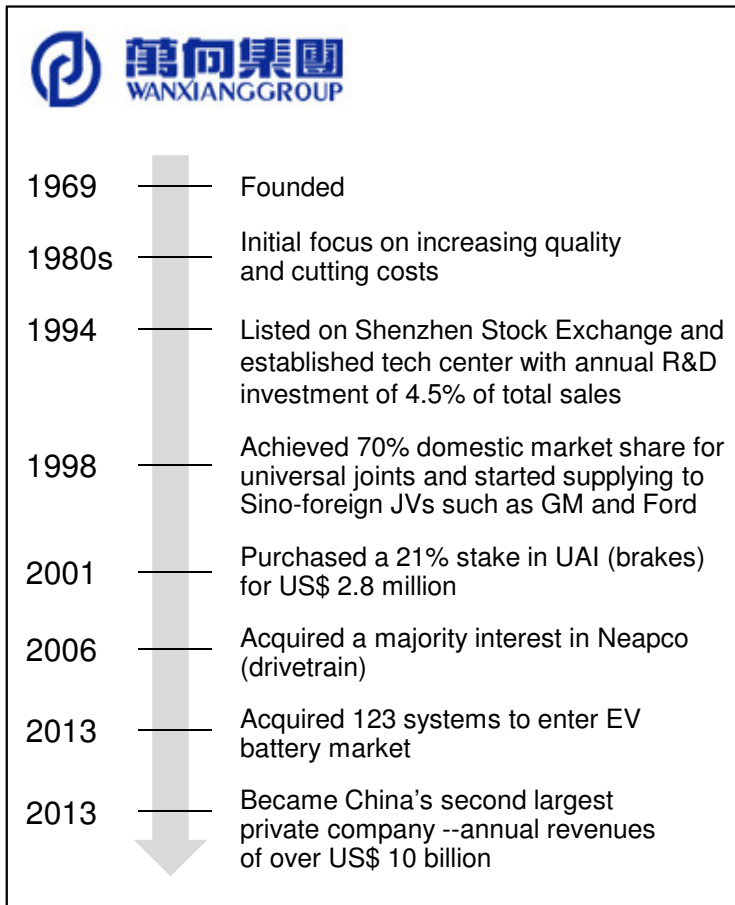 萬向集團
WANXIANGGROUP
1969 Founded
1980s Initial focus on increasing quality
and cutting costs
1994 Listed on Shenzhen Stock Exchange and
established tech center with annual R&D
investment of 4.5% of total sales
1998 Achieved 70% domestic market share for
universal joints and started supplying to
Sino-foreign JVs such as GM and Ford
2001 Purchased a 21% stake in UAI (brakes)
for US$ 2.8 million
2006 Acquired a majority interest in Neapco
(drivetrain)
2013 Acquired 123 systems to enter EV
battery market
2013 Became China’s second largest
private company --annual revenues
of over US$ 10 billion